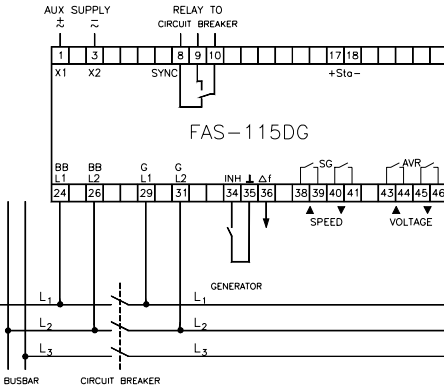 AUX SUPPLY
+ −
~ ~
RELAY TO
CIRCUIT BREAKER
1 3 8 9 10 17 18
X1 X2 SYNC +Sta-
FAS-115DG
BB BB G G SG AVR
L1 L2 L1 L2 INH ⊥ Δf
24 26 29 31 34 35 36 38 39 40 41 43 44 45 46
▲ ▼ ▲ ▼
SPEED VOLTAGE
GENERATOR
L1 L1
L2 L2
L3 L3
BUSBAR CIRCUIT BREAKER